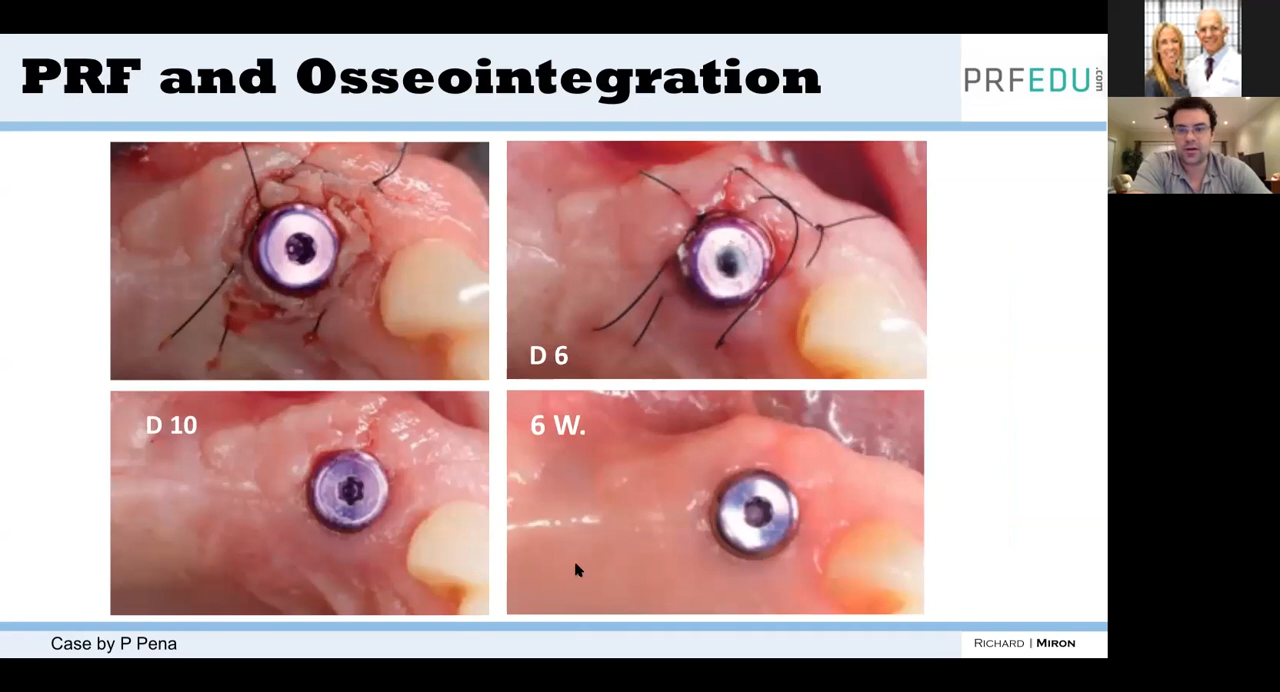 PRF and Osseointegration
PRFEDU.com
D 6
D 10
6 W.
Case by P Pena
RICHARD | MIRON